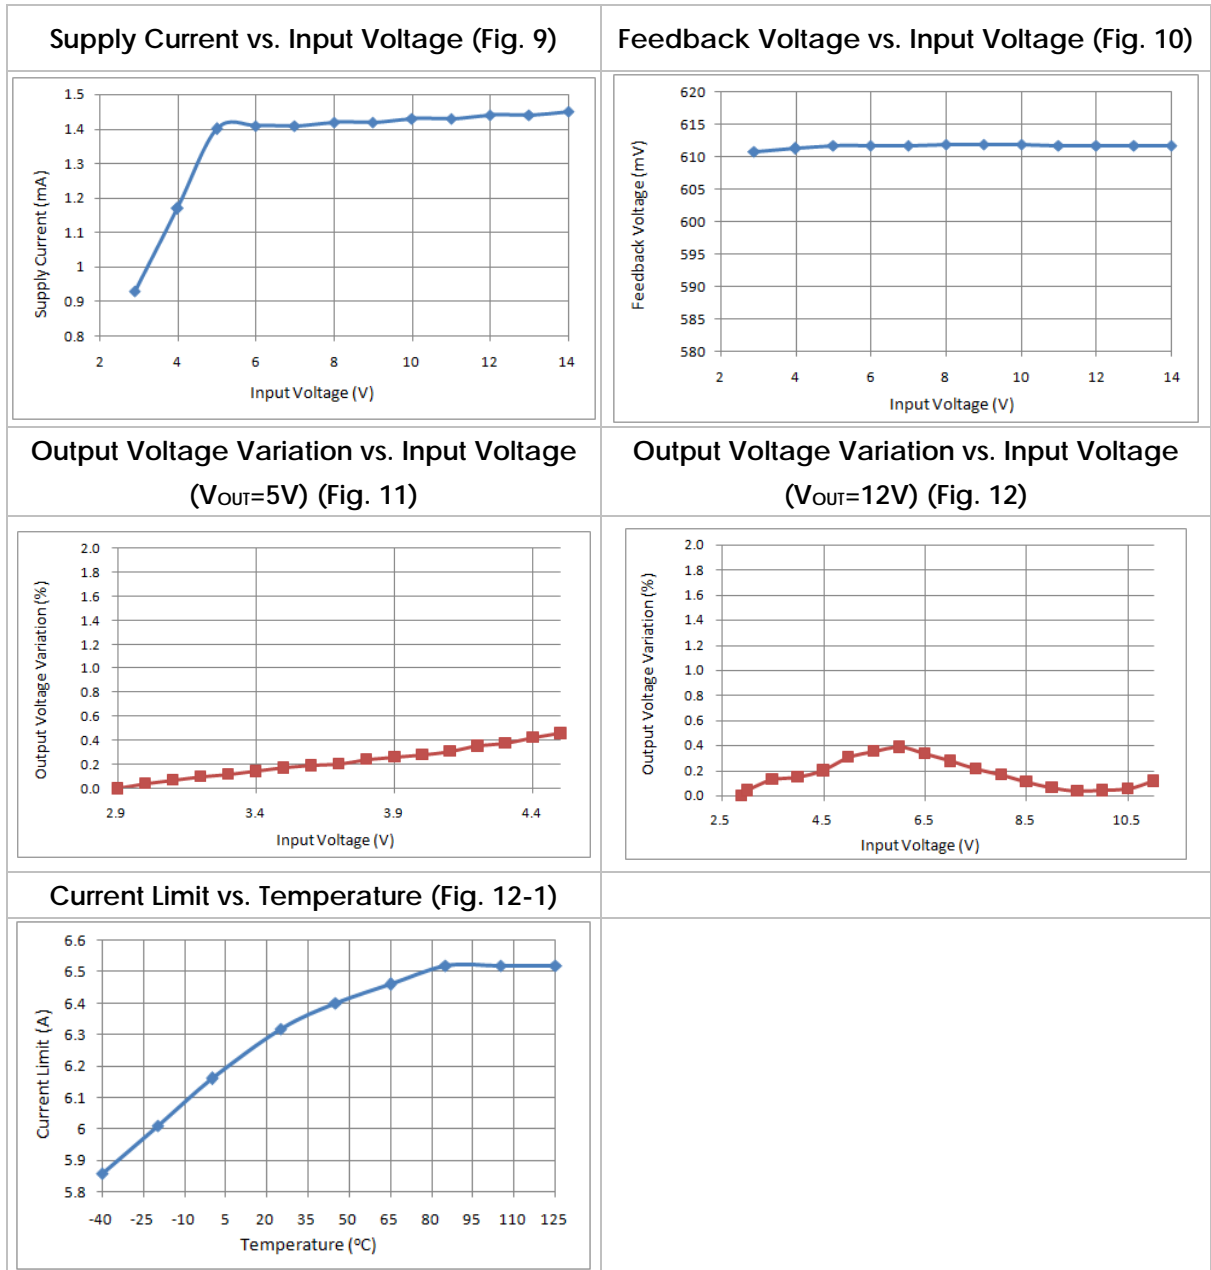 Supply Current vs. Input Voltage (Fig. 9)
Feedback Voltage vs. Input Voltage (Fig. 10)
1.5
1.4
1.3
1.2
1.1
1
0.9
0.8
Supply Current (mA)
2 4 6 8 10 12 14
Input Voltage (V)
620
615
610
605
600
595
590
585
580
Feedback Voltage (mV)
2 4 6 8 10 12 14
Input Voltage (V)
Output Voltage Variation vs. Input Voltage
(VOUT=5V) (Fig. 11)
Output Voltage Variation vs. Input Voltage
(VOUT=12V) (Fig. 12)
2.0
1.8
1.6
1.4
1.2
1.0
0.8
0.6
0.4
0.2
0.0
Output Voltage Variation (%)
2.9 3.4 3.9 4.4
Input Voltage (V)
2.0
1.8
1.6
1.4
1.2
1.0
0.8
0.6
0.4
0.2
0.0
Output Voltage Variation (%)
2.5 4.5 6.5 8.5 10.5
Input Voltage (V)
Current Limit vs. Temperature (Fig. 12-1)
6.6
6.5
6.4
6.3
6.2
6.1
6
5.9
5.8
Current Limit (A)
-40 -25 -10 5 20 35 50 65 80 95 110 125
Temperature (ºC)